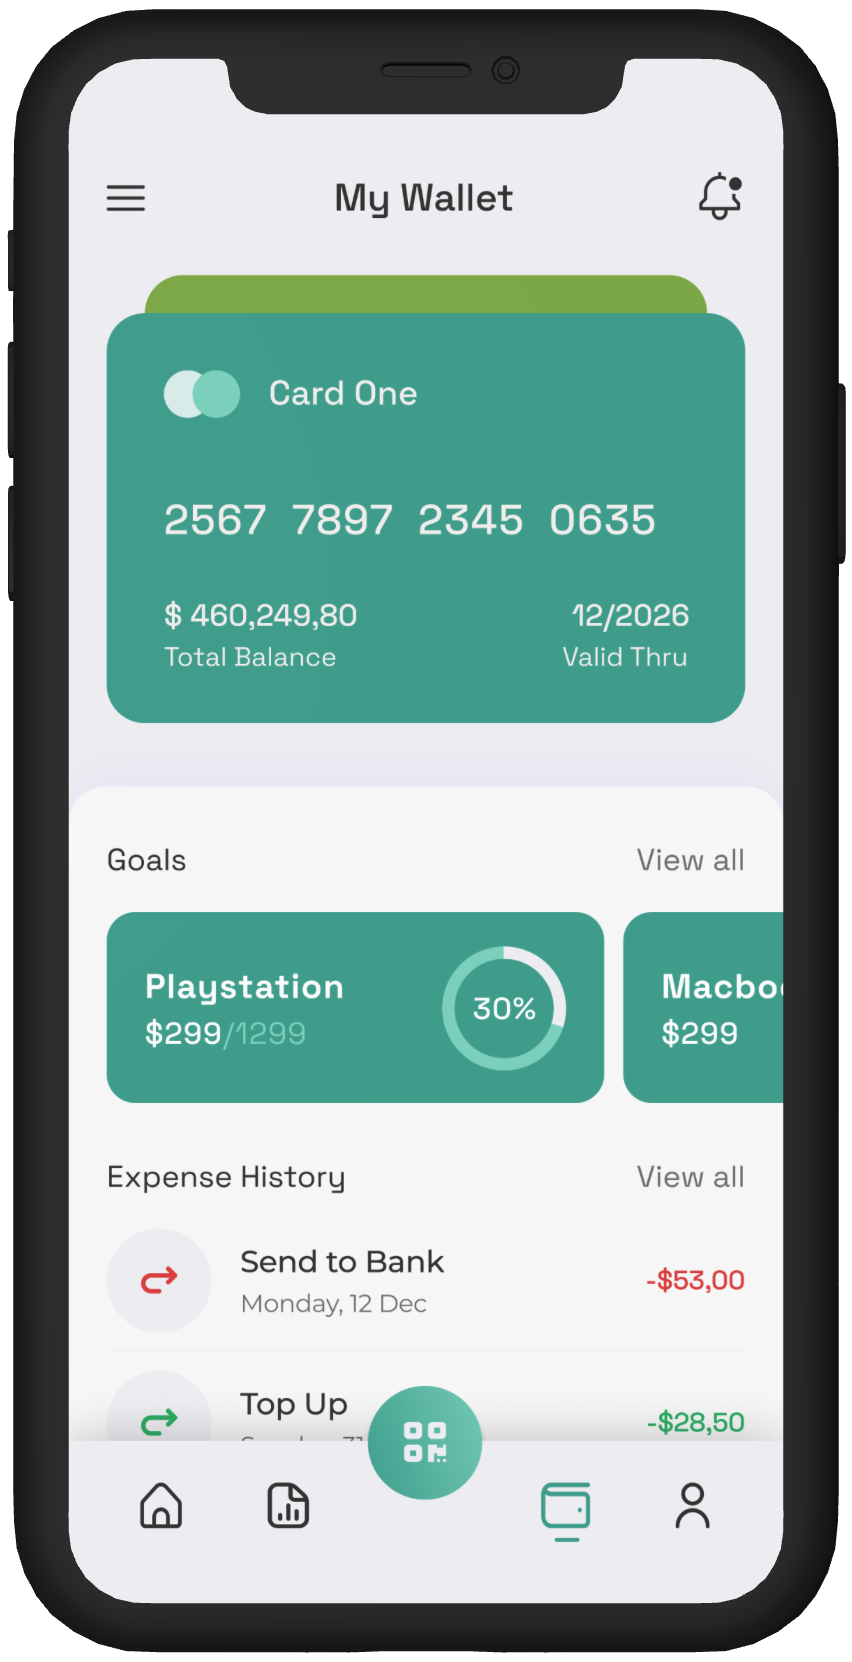 My Wallet
Card One
2567 7897 2345 0635
$ 460,249,80 12/2026
Total Balance Valid Thru
Goals View all
Playstation
$299/1299
30%
$299
Expense History View all
Send to Bank -$53,00
Monday, 12 Dec
Top Up -$28,50